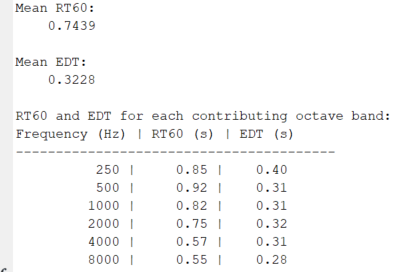 Mean RT60:
0.7439
Mean EDT:
0.3228
RT60 and EDT for each contributing octave band:
Frequency (Hz) | RT60 (s) | EDT (s)
----------------------------------------
250 | 0.85 | 0.40
500 | 0.92 | 0.31
1000 | 0.82 | 0.31
2000 | 0.75 | 0.32
4000 | 0.57 | 0.31
8000 | 0.55 | 0.28